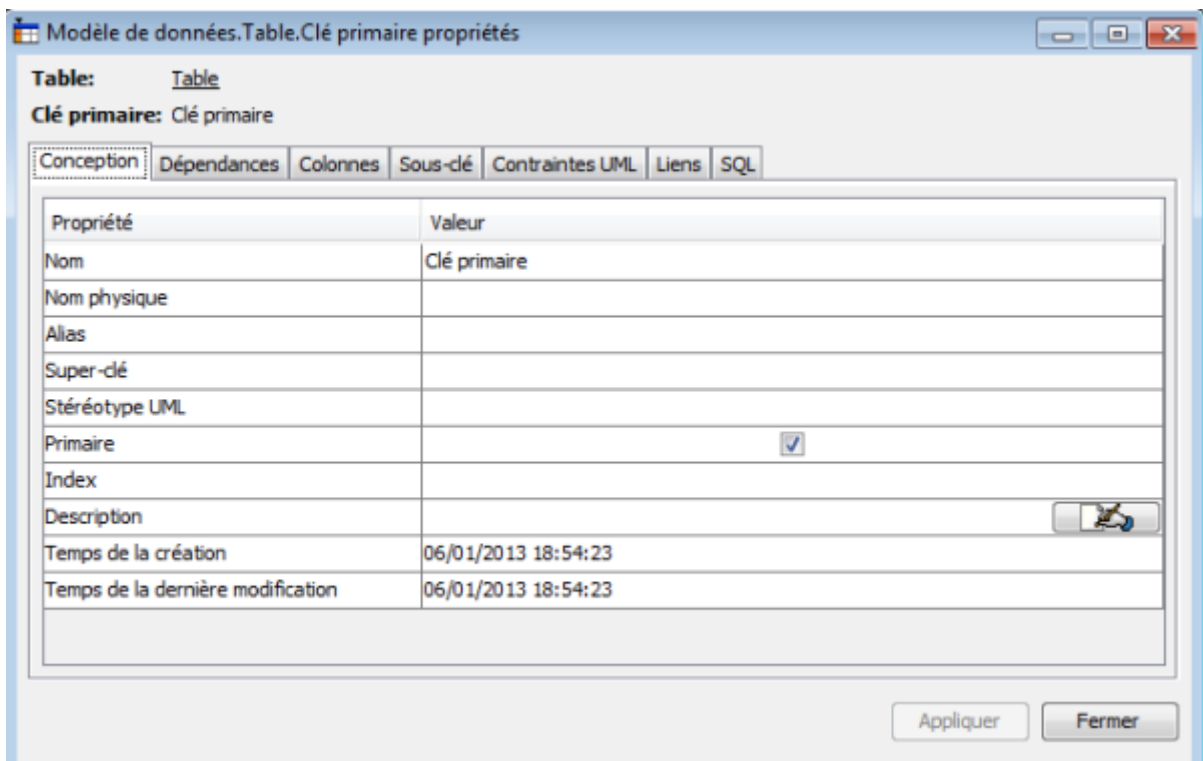 Modèle de données.Table.Clé primaire propriétés
Table: Table
Clé primaire: Clé primaire
Conception Dépendances Colonnes Sous-clé Contraintes UML Liens SQL
Propriété Valeur
Nom Clé primaire
Nom physique
Alias
Super-clé
Stéréotype UML
Primaire
Index
Description
Temps de la création 06/01/2013 18:54:23
Temps de la dernière modification 06/01/2013 18:54:23
Appliquer Fermer